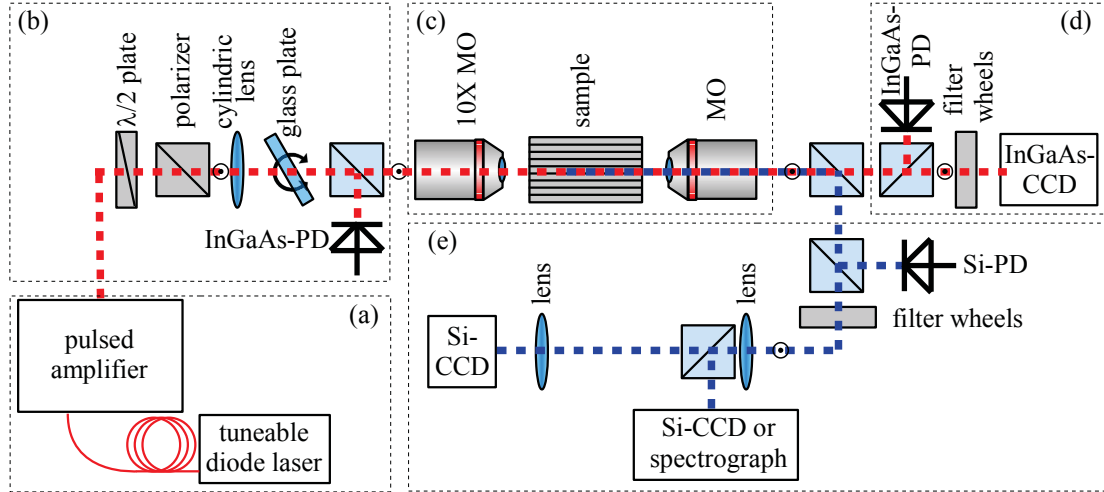 (b)
λ/2 plate
polarizer
cylindric
lens
glass plate
InGaAs-PD
(a)
pulsed
amplifier
tuneable
diode laser
(c)
10X MO
sample
MO
(d)
InGaAs-
PD
filter
wheels
InGaAs-
CCD
(e)
Si-PD
filter wheels
lens
lens
Si-
CCD
Si-CCD or
spectrograph